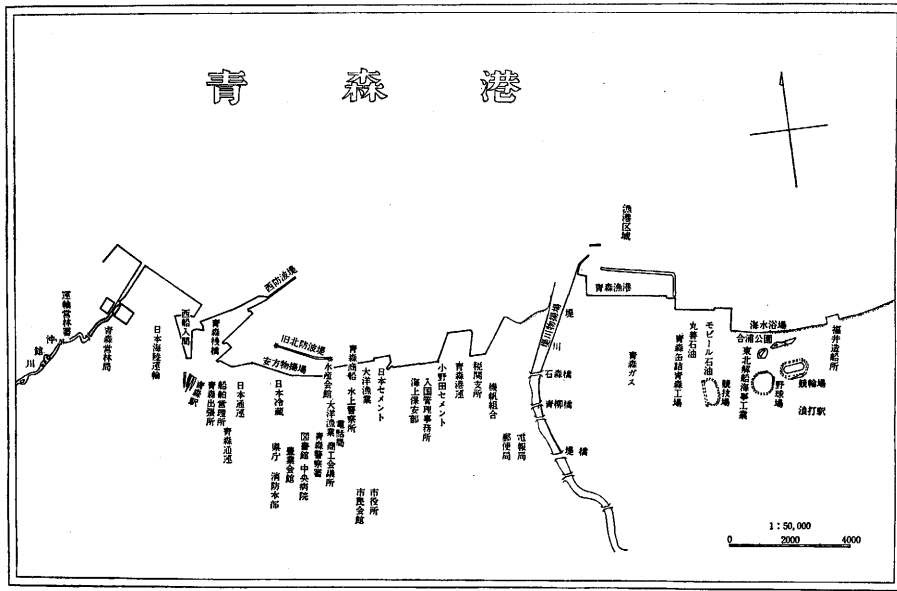 青森港
漁港区域
西防波堤
運輸営林署
沖館川
青森営林局
日本海陸運輸
西船入間
青森桟橋
旧北防波堤
安方物揚場
青森駅
船舶管理所
青森出張所
日本通運
青森通運
日本冷蔵
水産会館
大洋漁業
電話局
青森商船
水上警察所
大洋漁業
日本セメント
海上保安部
入国管理事務所
小野田セメント
青森港運
税関支所
機帆組合
郵便局
電報局
県庁
消防本部
農業会館
図書館
中央病院
青森警察署
商工会議所
市民会館
市役所
堤川
石森橋
青柳橋
堤橋
青森漁港
青森ガス
青森缶詰青森工場
丸善石油
モビール石油
競技場
海水浴場
合浦公園
東北解船海事工業
野球場
競輪場
浪打駅
福井造船所
1:50,000
0 2000 4000